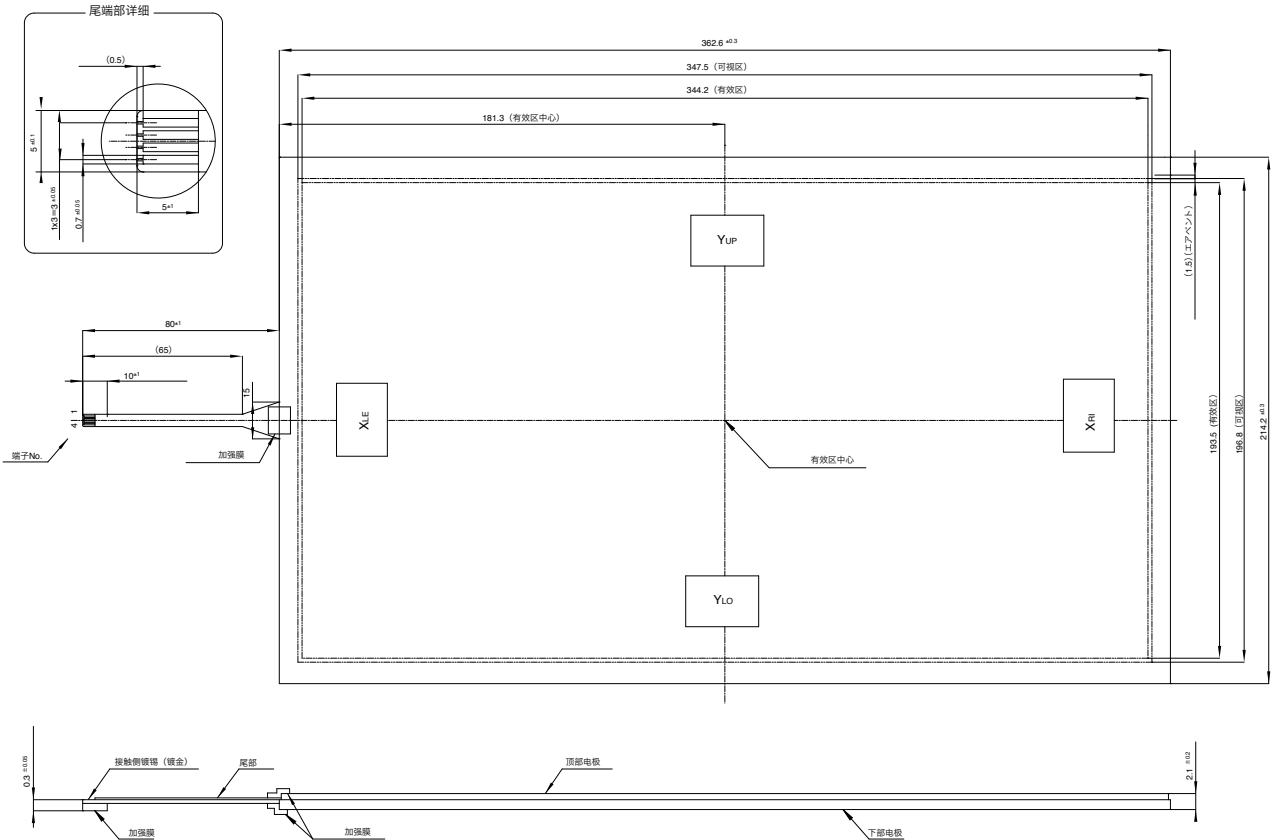 尾端部详细
(0.5)
5 ±0.1
1x3＝3 ±0.05
0.7 ±0.05
5±1
362.6 ±0.3
347.5（可视区）
344.2（有效区）
181.3（有效区中心）
(1.5)(エアベント)
YUP
80±1
(65)
10±1
15
1
4
XLE
XRI
193.5（有效区）
196.8（可视区）
214.2 ±0.3
端子No.
加强膜
有效区中心
YLO
0.3 ±0.05
接触侧镀锡（镀金）
尾部
顶部电极
2.1 ±0.2
加强膜
加强膜
下部电极